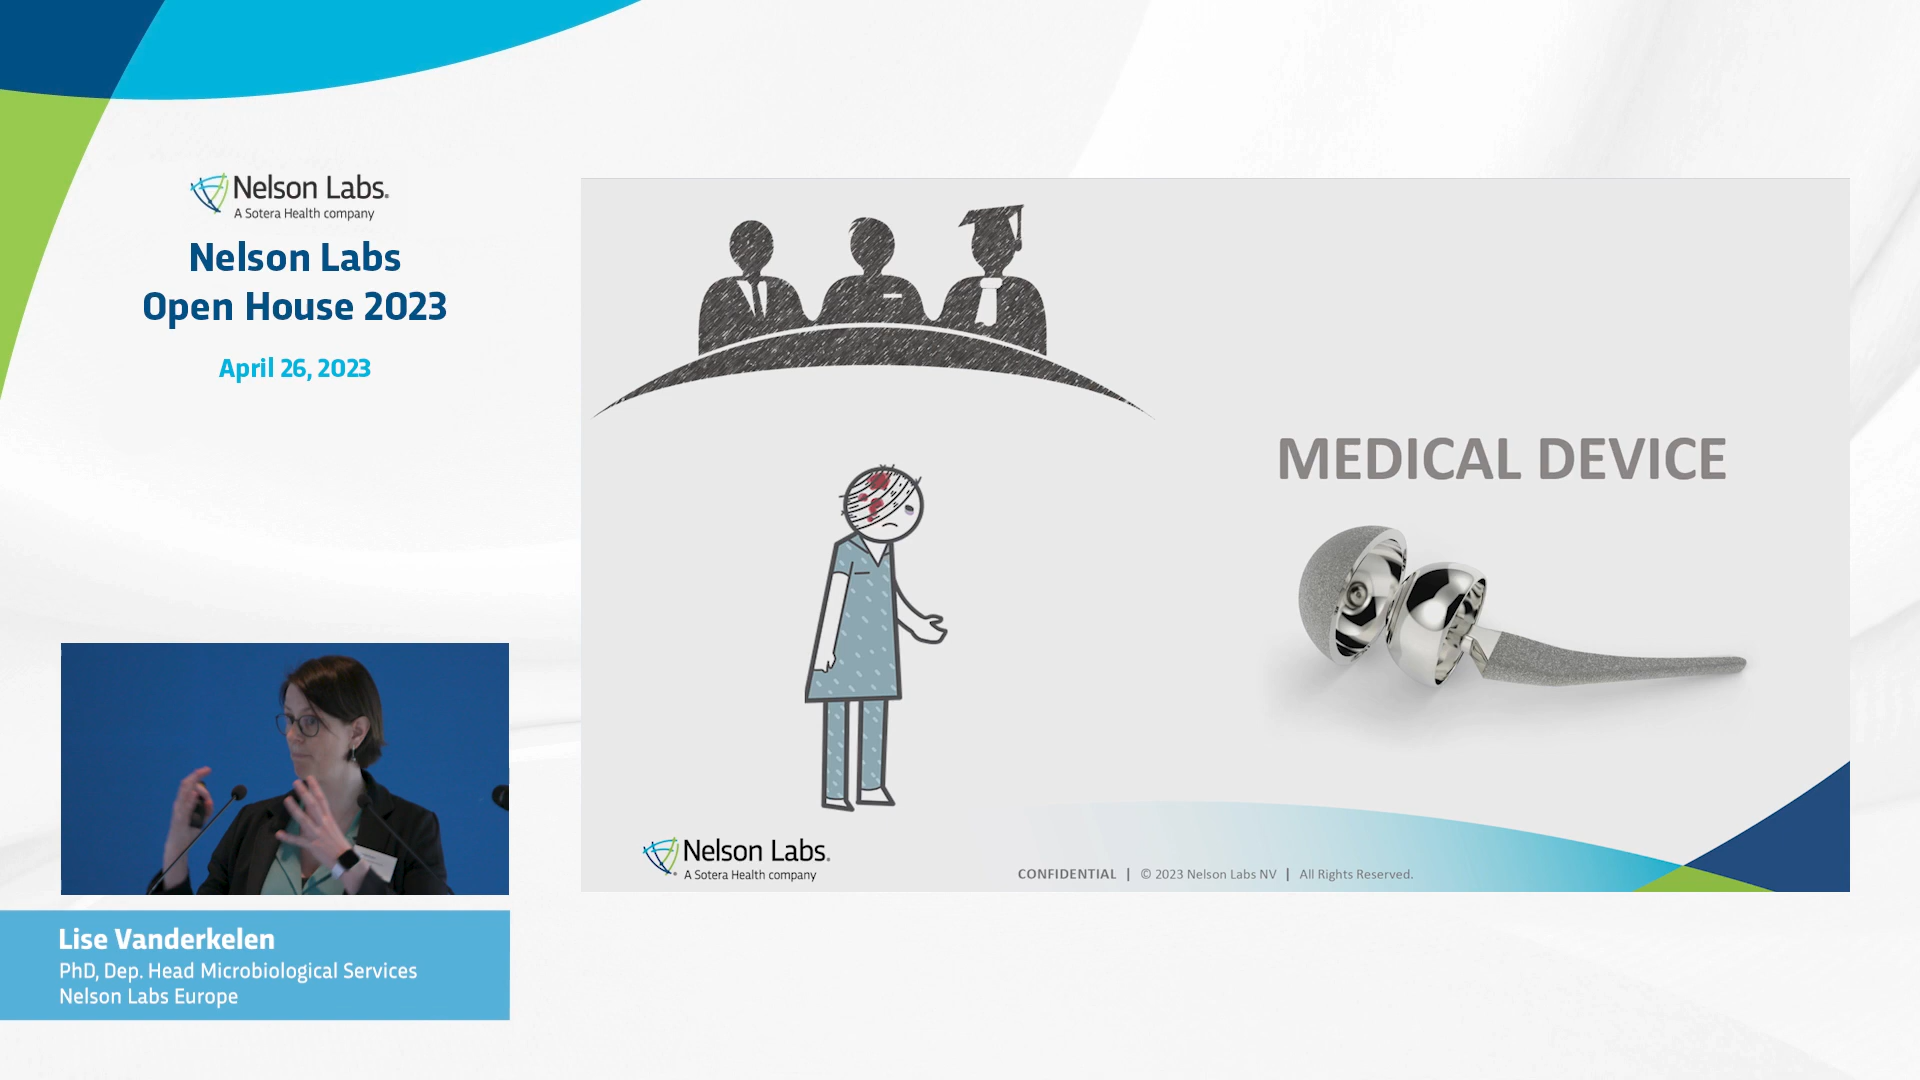 Nelson Labs.
A Sotera Health company
Nelson Labs
Open House 2023
April 26, 2023
MEDICAL DEVICE
Nelson Labs.
A Sotera Health company
CONFIDENTIAL | © 2023 Nelson Labs NV | All Rights Reserved.
Lise Vanderkelen
PhD, Dep. Head Microbiological Services
Nelson Labs Europe